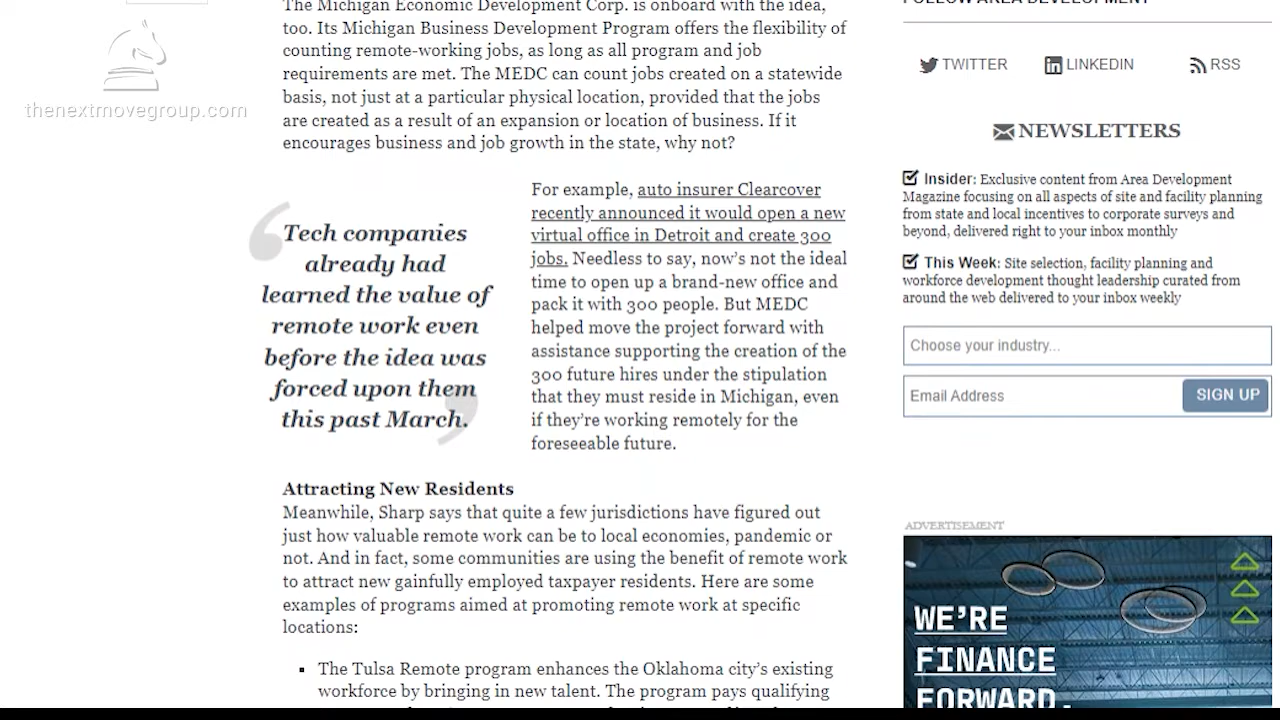 The Michigan Economic Development Corp. is onboard with the idea,
too. Its Michigan Business Development Program offers the flexibility of
counting remote-working jobs, as long as all program and job
requirements are met. The MEDC can count jobs created on a statewide
basis, not just at a particular physical location, provided that the jobs
are created as a result of an expansion or location of business. If it
encourages business and job growth in the state, why not?
thenextmovegroup.com
“
Tech companies
already had
learned the value of
remote work even
before the idea was
forced upon them
this past March.
”
For example, auto insurer Clearcover
recently announced it would open a new
virtual office in Detroit and create 300
jobs. Needless to say, now’s not the ideal
time to open up a brand-new office and
pack it with 300 people. But MEDC
helped move the project forward with
assistance supporting the creation of the
300 future hires under the stipulation
that they must reside in Michigan, even
if they’re working remotely for the
foreseeable future.
Attracting New Residents
Meanwhile, Sharp says that quite a few jurisdictions have figured out
just how valuable remote work can be to local economies, pandemic or
not. And in fact, some communities are using the benefit of remote work
to attract new gainfully employed taxpayer residents. Here are some
examples of programs aimed at promoting remote work at specific
locations:
▪ The Tulsa Remote program enhances the Oklahoma city’s existing
workforce by bringing in new talent. The program pays qualifying
FOLLOW AREA DEVELOPMENT
TWITTER LINKEDIN RSS
NEWSLETTERS
Insider: Exclusive content from Area Development
Magazine focusing on all aspects of site and facility planning
from state and local incentives to corporate surveys and
beyond, delivered right to your inbox monthly
This Week: Site selection, facility planning and
workforce development thought leadership curated from
around the web delivered to your inbox weekly
Choose your industry...
Email Address SIGN UP
ADVERTISEMENT
WE’RE
FINANCE
FORWARD.